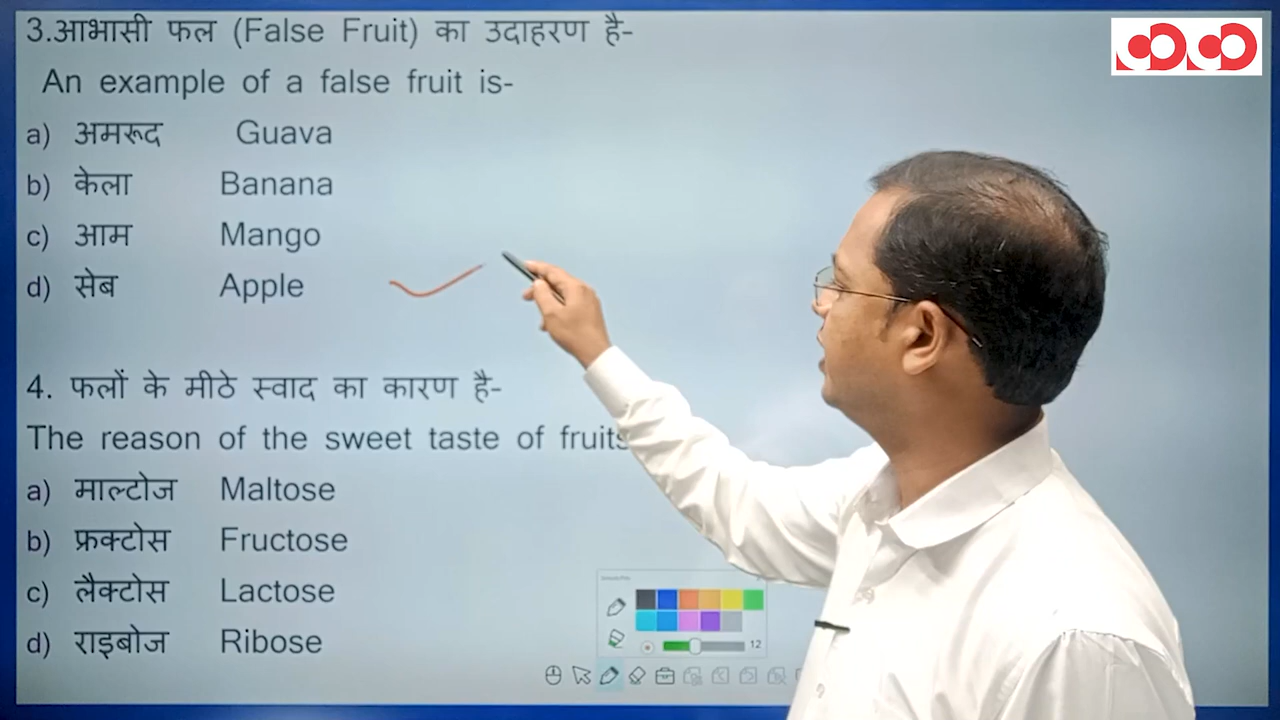 3.आभासी फल (False Fruit) का उदाहरण है-
An example of a false fruit is-
a) अमरूद Guava
b) केला Banana
c) आम Mango
d) सेब Apple
4. फलों के मीठे स्वाद का कारण है-
The reason of the sweet taste of fruits
a) माल्टोज Maltose
b) फ्रक्टोस Fructose
c) लैक्टोस Lactose
d) राइबोज Ribose
12